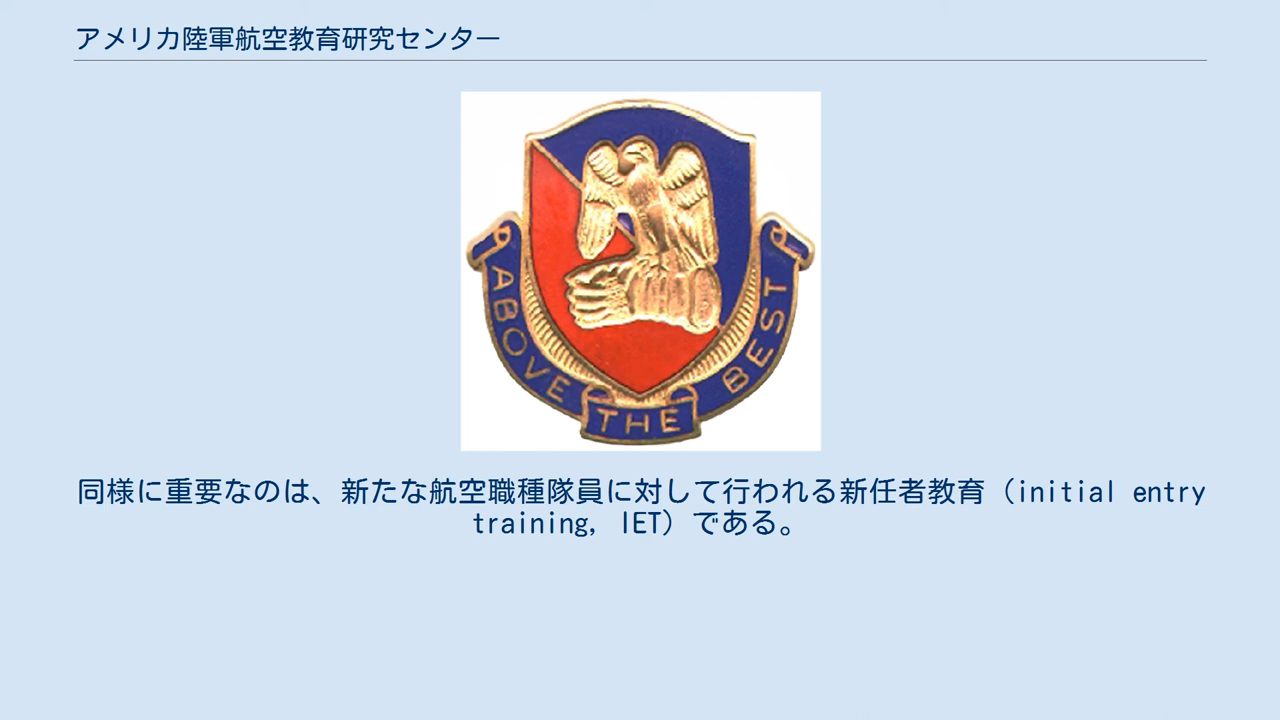 アメリカ陸軍航空教育研究センター
ABOVE THE BEST
同様に重要なのは、新たな航空職種隊員に対して行われる新任者教育（initial entry
training, IET）である。